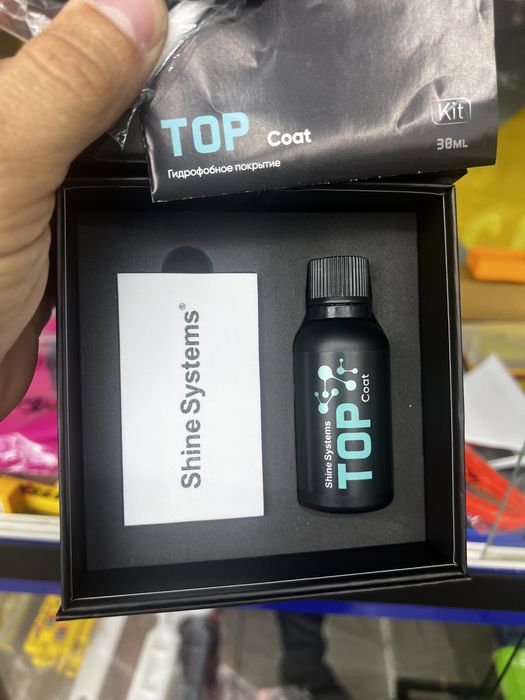 TOP Coat
Гидрофобное покрытие
Kit
30ML
Shine Systems®
Shine Systems
TOP
Coat